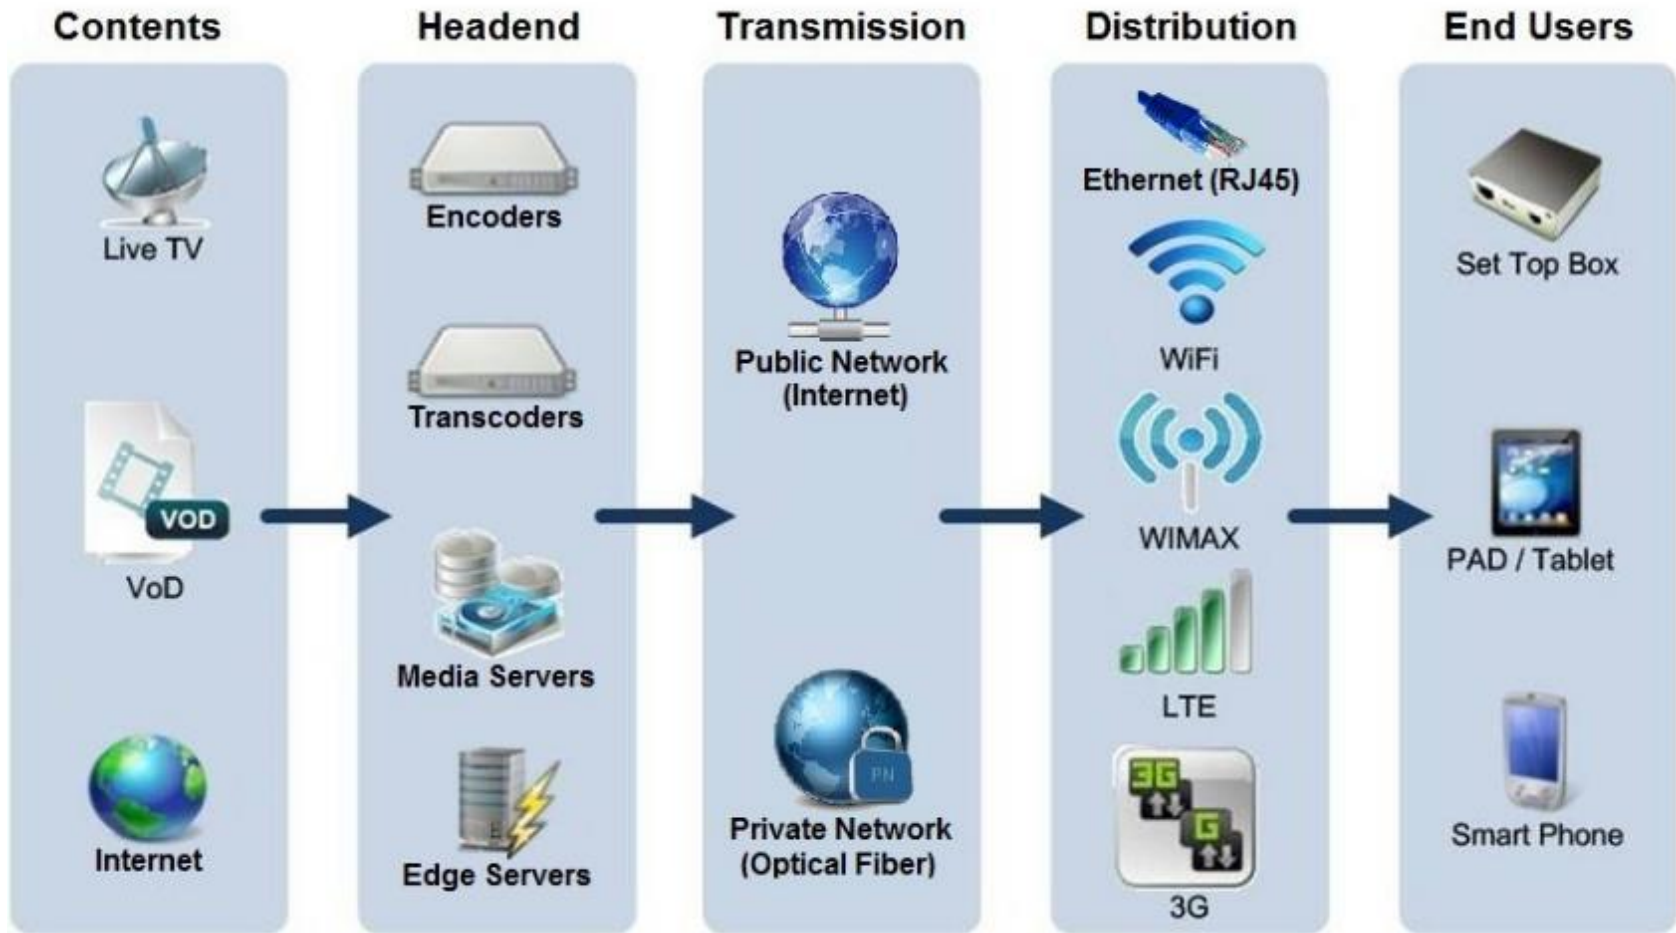 Contents
Headend
Transmission
Distribution
End Users
Live TV
VOD
VoD
Internet
Encoders
Transcoders
Media Servers
Edge Servers
Public Network
(Internet)
PN
Private Network
(Optical Fiber)
Ethernet (RJ45)
WiFi
WIMAX
LTE
3G
G
3G
Set Top Box
PAD / Tablet
Smart Phone